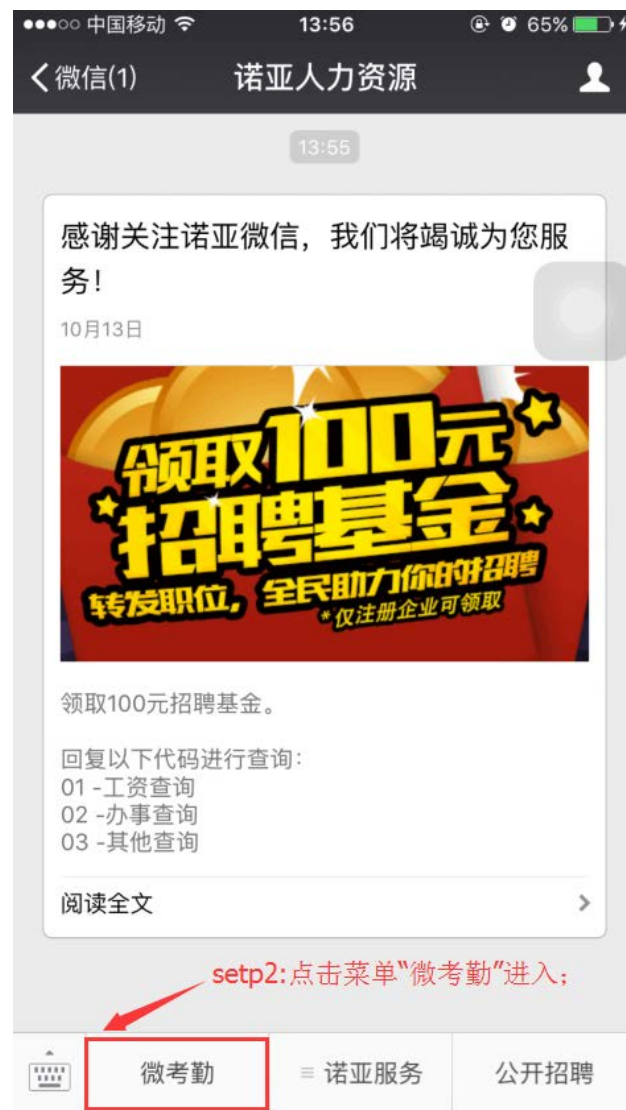 中国移动 13:56 65%
微信(1) 诺亚人力资源
13:55
感谢关注诺亚微信，我们将竭诚为您服
务！
10月13日
领取100元
招聘基金
转发职位，全民助力你的招聘
*仅注册企业可领取
领取100元招聘基金。
回复以下代码进行查询：
01 -工资查询
02 -办事查询
03 -其他查询
阅读全文
setp2:点击菜单“微考勤”进入；
微考勤 诺亚服务 公开招聘